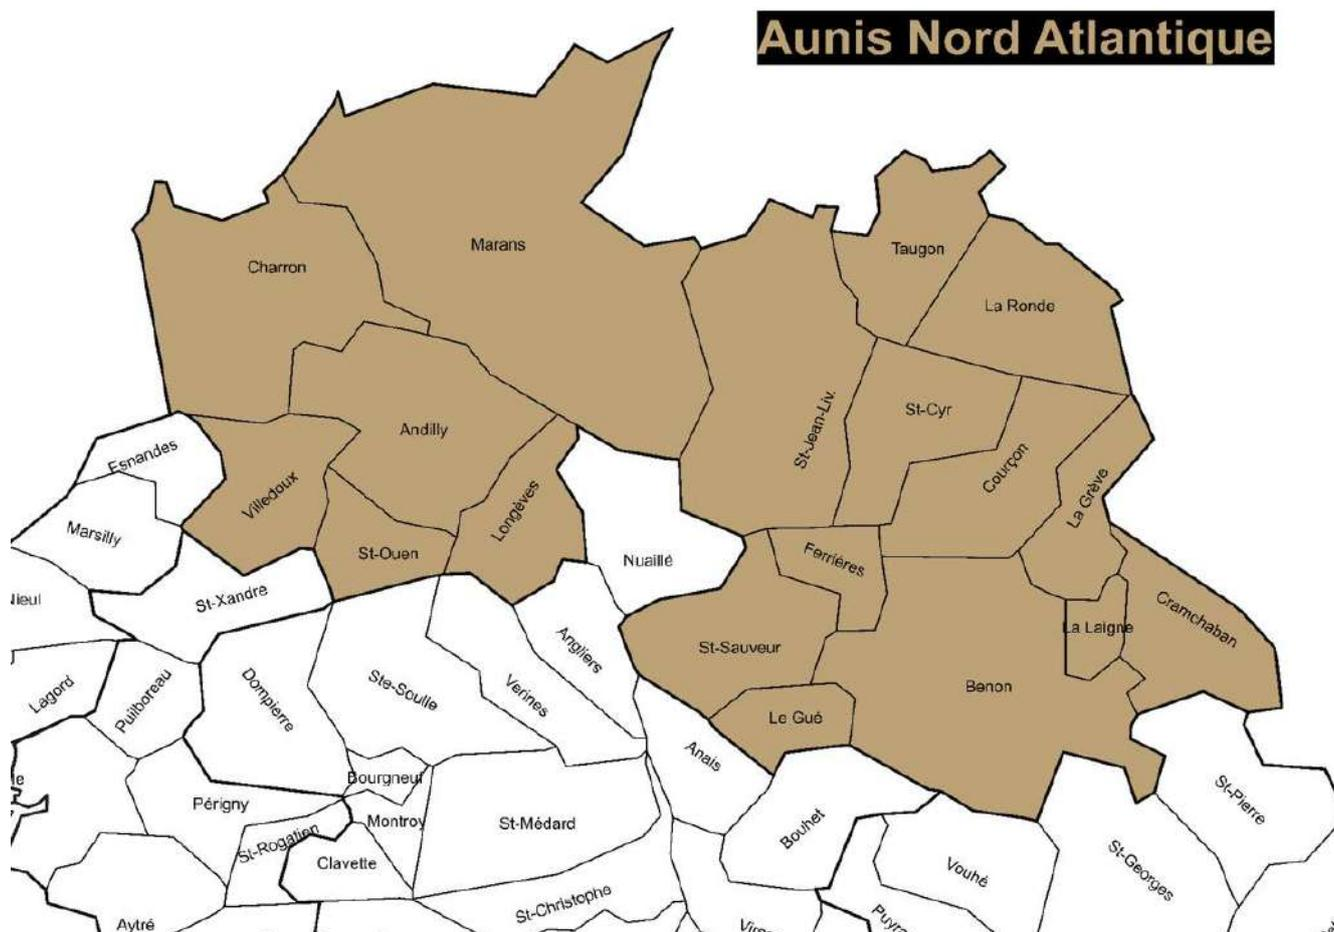 Aunis Nord Atlantique
Marans
Taugon
Charron
La Ronde
St-Cyr
St-Jean-Liv.
Andilly
Esnandes
Courçon
Villedoux
La Grève
Longèves
Marsilly
St-Ouen
Nuaillé
Ferrières
St-Xandre
Cramchaban
La Laigne
St-Sauveur
Angliers
Benon
Lagord
Puilboreau
Dompierre
Ste-Soulle
Verines
Le Gué
Anais
Bourgneuf
Périgny
Montroy
St-Médard
St-Pierre
St-Rogatien
Clavette
Bouhet
Vouhé
St-Georges
St-Christophe
Aytré